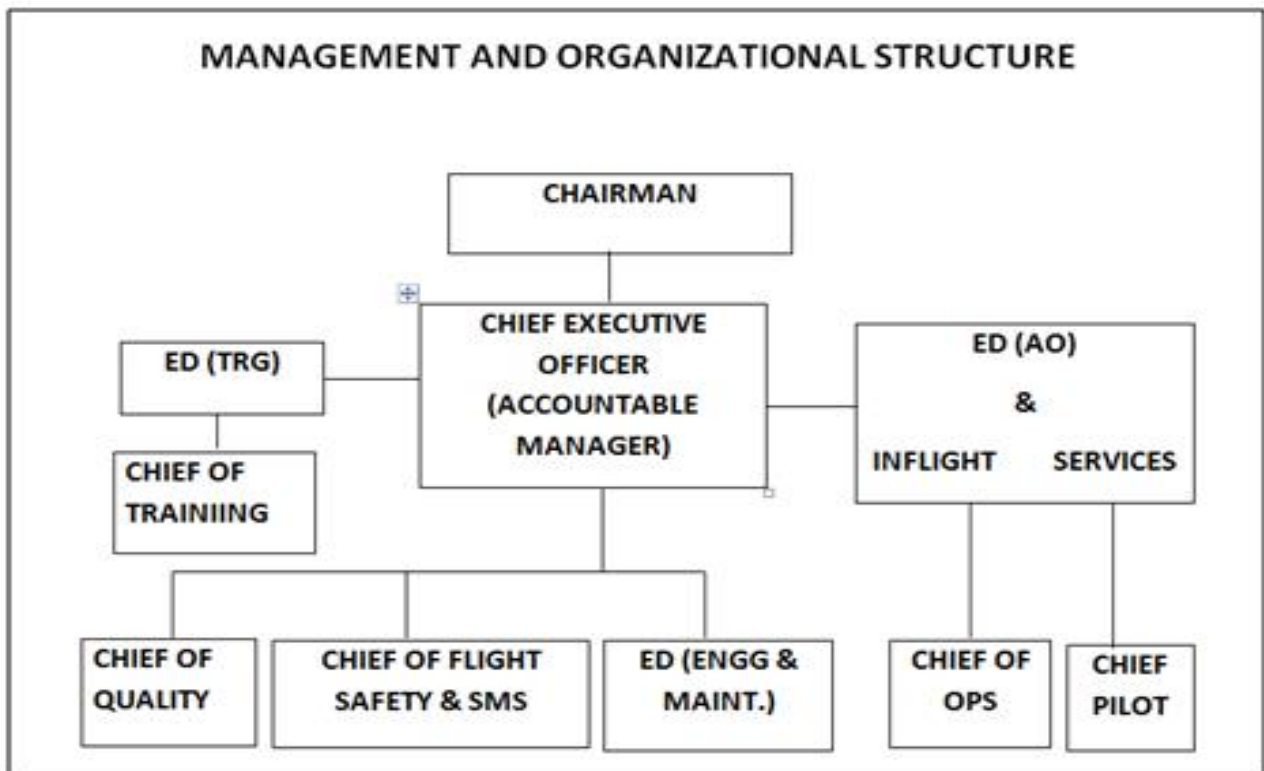 MANAGEMENT AND ORGANIZATIONAL STRUCTURE
CHAIRMAN
CHIEF EXECUTIVE
OFFICER
(ACCOUNTABLE
MANAGER)
ED (TRG)
CHIEF OF
TRAINIING
ED (AO)
&
INFLIGHT SERVICES
CHIEF OF
QUALITY
CHIEF OF FLIGHT
SAFETY & SMS
ED (ENGG &
MAINT.)
CHIEF OF
OPS
CHIEF
PILOT